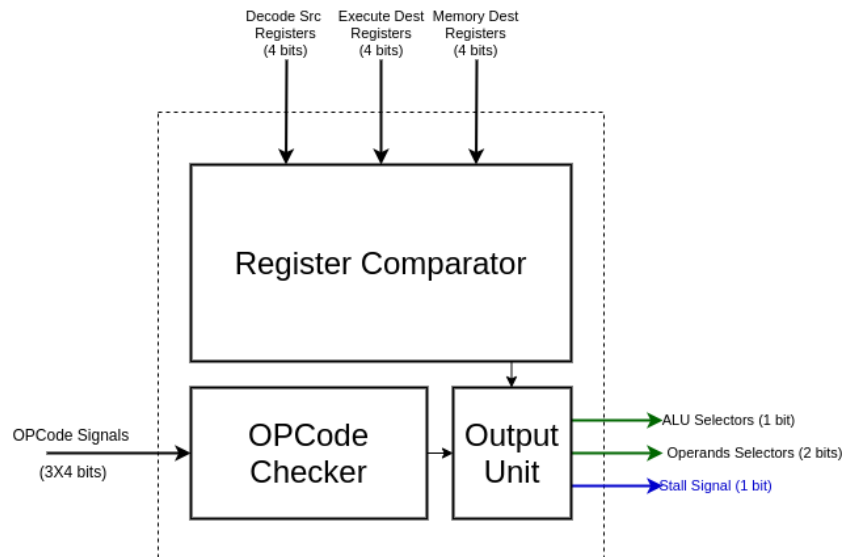 Decode Src
Registers
(4 bits)
Execute Dest
Registers
(4 bits)
Memory Dest
Registers
(4 bits)
Register Comparator
OPCode Signals
(3X4 bits)
OPCode
Checker
Output
Unit
ALU Selectors (1 bit)
Operands Selectors (2 bits)
Stall Signal (1 bit)